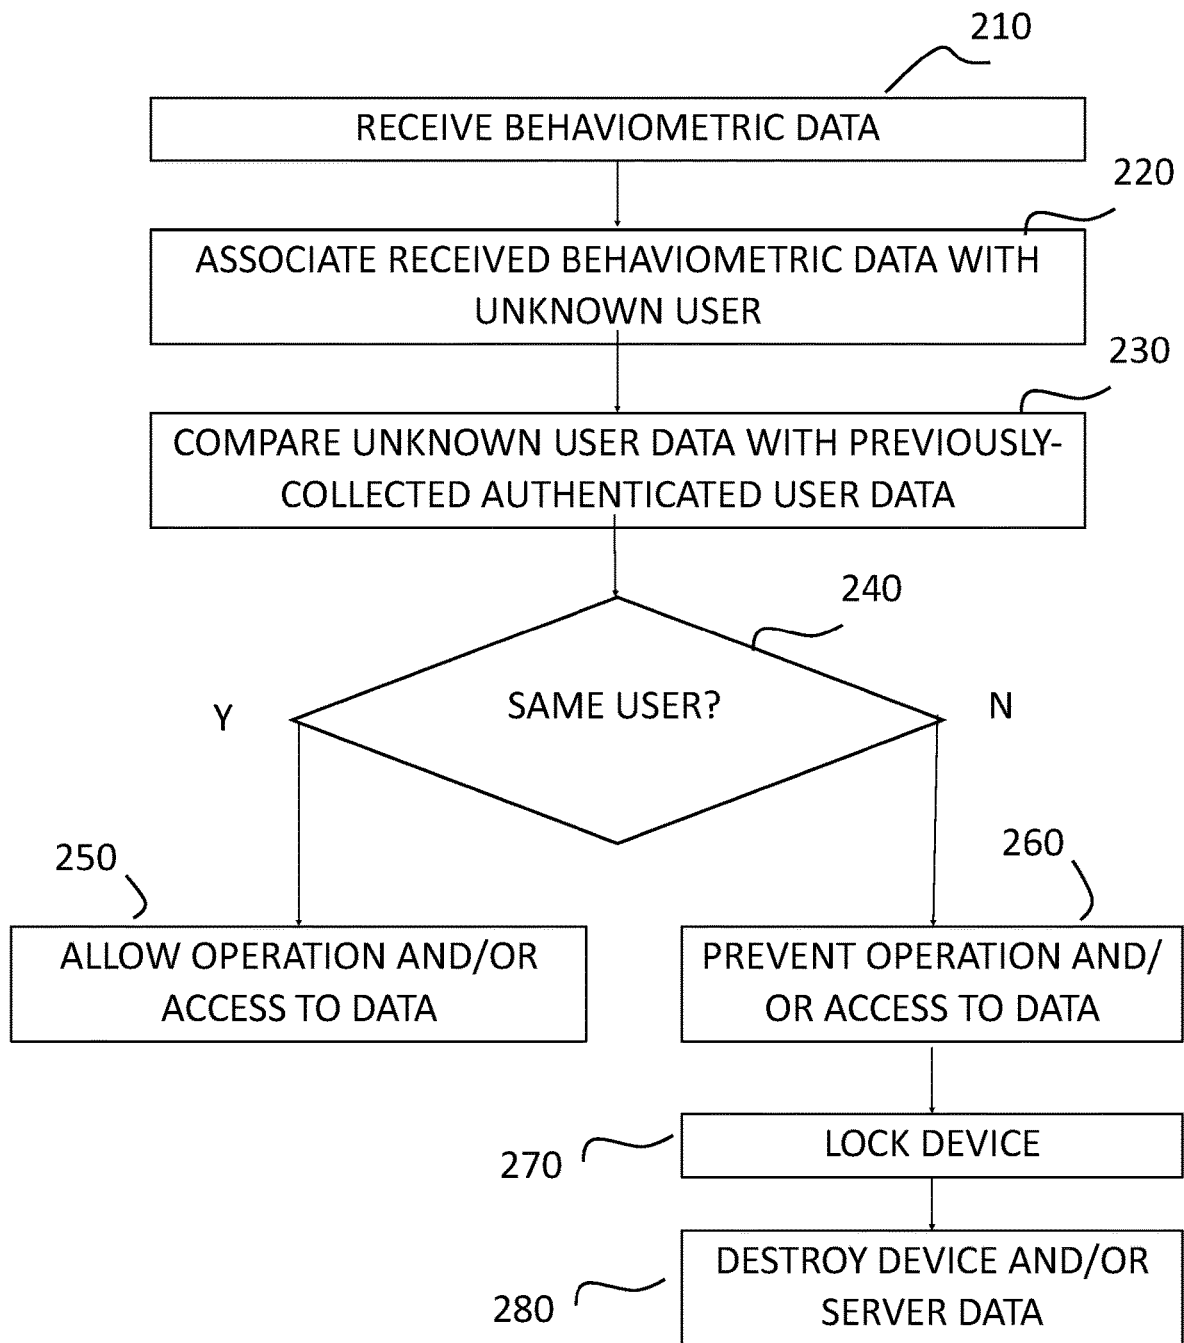 210
RECEIVE BEHAVIOMETRIC DATA
220
ASSOCIATE RECEIVED BEHAVIOMETRIC DATA WITH
UNKNOWN USER
230
COMPARE UNKNOWN USER DATA WITH PREVIOUSLY-
COLLECTED AUTHENTICATED USER DATA
240
SAME USER?
Y
N
250
260
ALLOW OPERATION AND/OR
ACCESS TO DATA
PREVENT OPERATION AND/
OR ACCESS TO DATA
270
LOCK DEVICE
280
DESTROY DEVICE AND/OR
SERVER DATA